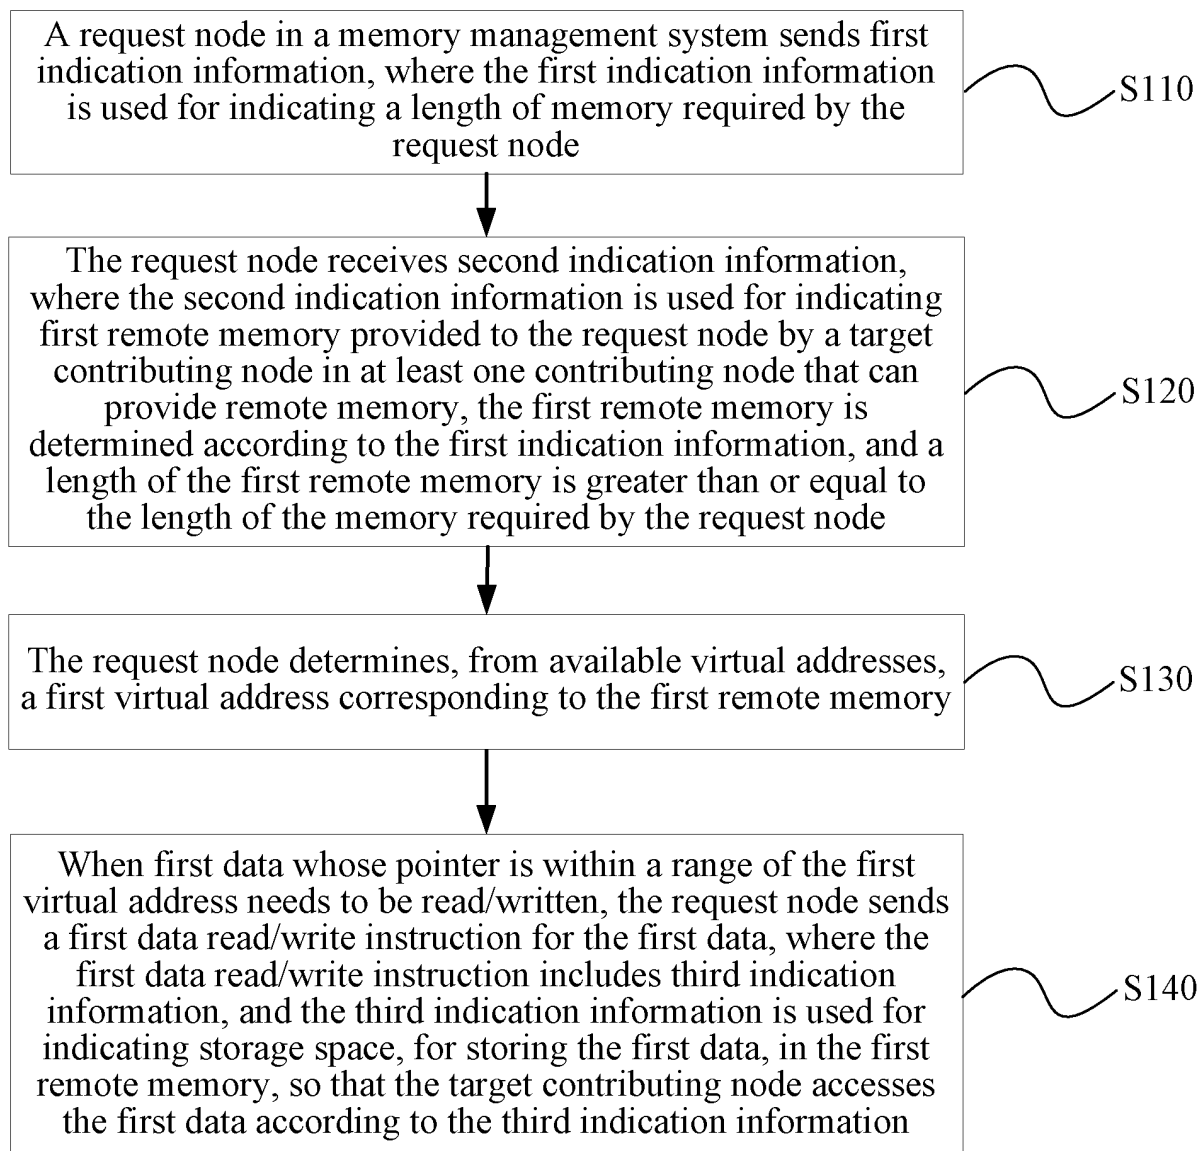 A request node in a memory management system sends first
indication information, where the first indication information
is used for indicating a length of memory required by the
request node
S110
The request node receives second indication information,
where the second indication information is used for indicating
first remote memory provided to the request node by a target
contributing node in at least one contributing node that can
provide remote memory, the first remote memory is
determined according to the first indication information, and a
length of the first remote memory is greater than or equal to
the length of the memory required by the request node
S120
The request node determines, from available virtual addresses,
a first virtual address corresponding to the first remote memory
S130
When first data whose pointer is within a range of the first
virtual address needs to be read/written, the request node sends
a first data read/write instruction for the first data, where the
first data read/write instruction includes third indication
information, and the third indication information is used for
indicating storage space, for storing the first data, in the first
remote memory, so that the target contributing node accesses
the first data according to the third indication information
S140